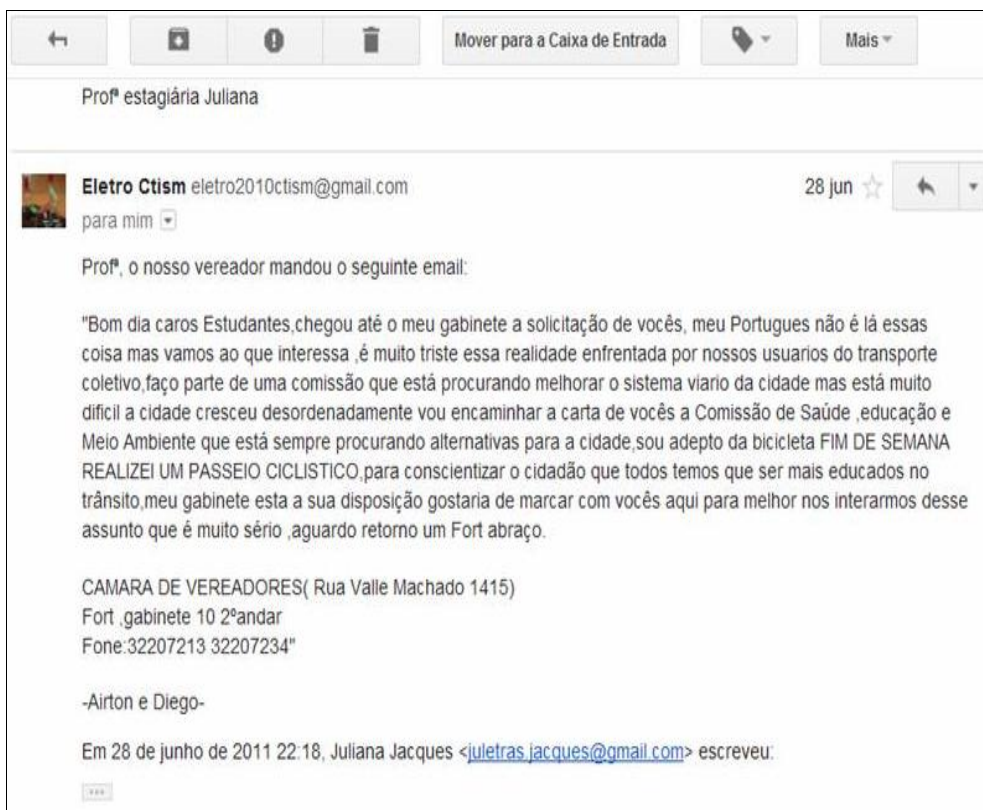 Mover para a Caixa de Entrada
Mais
Profª estagiária Juliana
Eletro Ctism eletro2010ctism@gmail.com
28 jun
para mim
Profª, o nosso vereador mandou o seguinte email:
"Bom dia caros Estudantes,chegou até o meu gabinete a solicitação de vocês, meu Portugues não é lá essas
coisa mas vamos ao que interessa ,é muito triste essa realidade enfrentada por nossos usuarios do transporte
coletivo,faço parte de uma comissão que está procurando melhorar o sistema viario da cidade mas está muito
dificil a cidade cresceu desordenadamente vou encaminhar a carta de vocês a Comissão de Saúde ,educação e
Meio Ambiente que está sempre procurando alternativas para a cidade,sou adepto da bicicleta FIM DE SEMANA
REALIZEI UM PASSEIO CICLISTICO,para conscientizar o cidadão que todos temos que ser mais educados no
trânsito,meu gabinete esta a sua disposição gostaria de marcar com vocês aqui para melhor nos interarmos desse
assunto que é muito sério ,aguardo retorno um Fort abraço.
CAMARA DE VEREADORES( Rua Valle Machado 1415)
Fort ,gabinete 10 2ºandar
Fone:32207213 32207234"
-Airton e Diego-
Em 28 de junho de 2011 22:18, Juliana Jacques <juletras.jacques@gmail.com> escreveu: